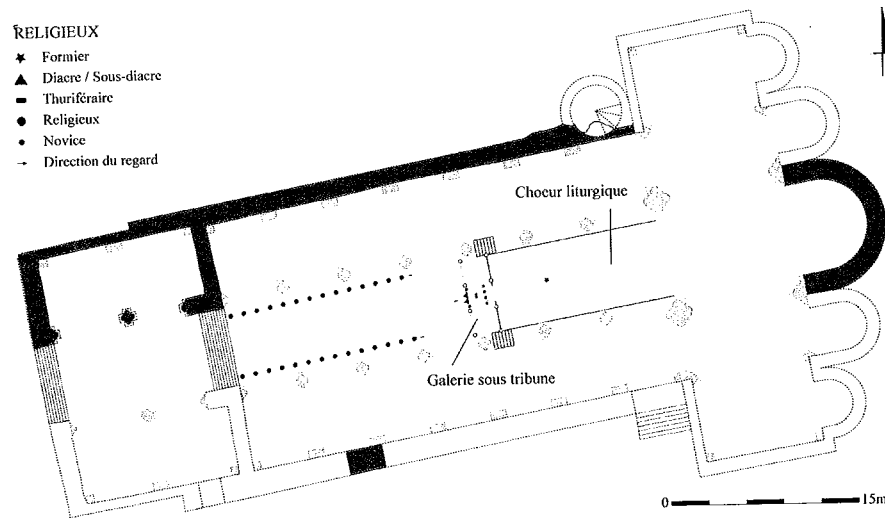 RELIGIEUX
Formier
Diacre / Sous-diacre
Thuriféraire
Religieux
Novice
Direction du regard
Choeur liturgique
Galerie sous tribune
0 15m